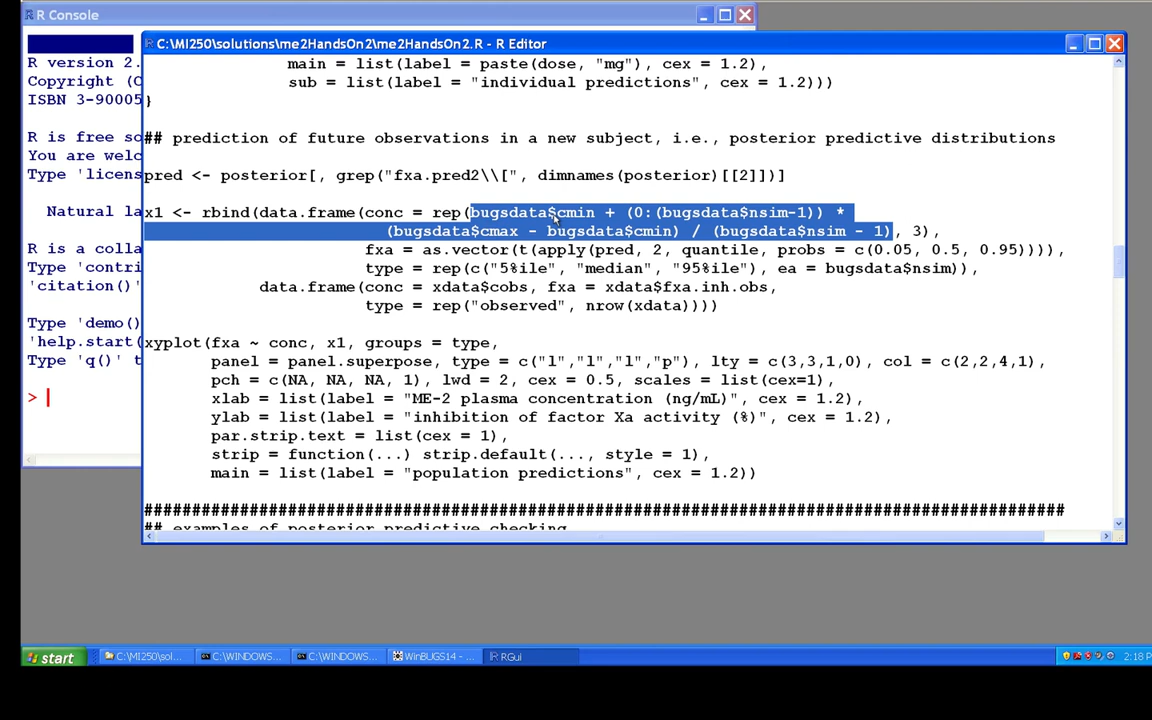 R Console
C:\MI250\solutions\me2HandsOn2\me2HandsOn2.R - R Editor
R version 2.
Copyright (C
ISBN 3-90005
R is free so
You are welc
Type 'licens
Natural la
R is a colla
Type 'contri
'citation()'
Type 'demo()
'help.start(
Type 'q()' t
>
main = list(label = paste(dose, "mg"), cex = 1.2),
sub = list(label = "individual predictions", cex = 1.2)))
}
## prediction of future observations in a new subject, i.e., posterior predictive distributions
pred <- posterior[, grep("fxa.pred2\\[", dimnames(posterior)[[2]])]
x1 <- rbind(data.frame(conc = rep(bugsdata$cmin + (0:(bugsdata$nsim-1)) *
(bugsdata$cmax - bugsdata$cmin) / (bugsdata$nsim - 1), 3),
fxa = as.vector(t(apply(pred, 2, quantile, probs = c(0.05, 0.5, 0.95)))),
type = rep(c("5%ile", "median", "95%ile"), ea = bugsdata$nsim)),
data.frame(conc = xdata$cobs, fxa = xdata$fxa.inh.obs,
type = rep("observed", nrow(xdata))))
xyplot(fxa ~ conc, x1, groups = type,
panel = panel.superpose, type = c("l","l","l","p"), lty = c(3,3,1,0), col = c(2,2,4,1),
pch = c(NA, NA, NA, 1), lwd = 2, cex = 0.5, scales = list(cex=1),
xlab = list(label = "ME-2 plasma concentration (ng/mL)", cex = 1.2),
ylab = list(label = "inhibition of factor Xa activity (%)", cex = 1.2),
par.strip.text = list(cex = 1),
strip = function(...) strip.default(..., style = 1),
main = list(label = "population predictions", cex = 1.2))
################################################################################################
## examples of posterior predictive checking
start
C:\MI250\sol...
C:\WINDOWS...
C:\WINDOWS...
WinBUGS14 - ...
RGui
2:18 PM